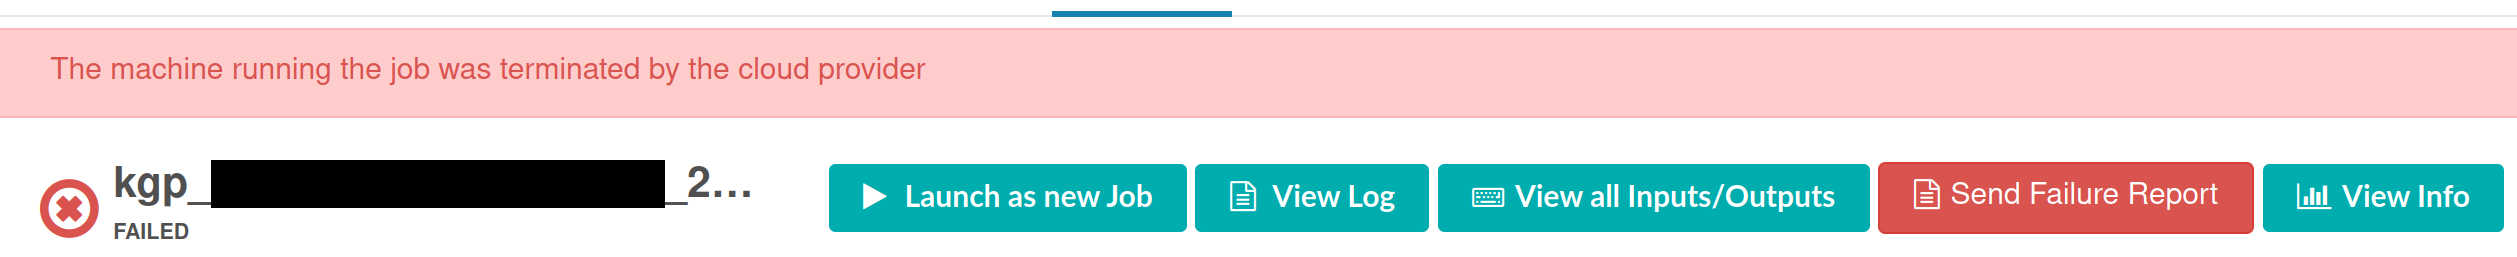 The machine running the job was terminated by the cloud provider
kgp_ _2...
FAILED
Launch as new Job
View Log
View all Inputs/Outputs
Send Failure Report
View Info